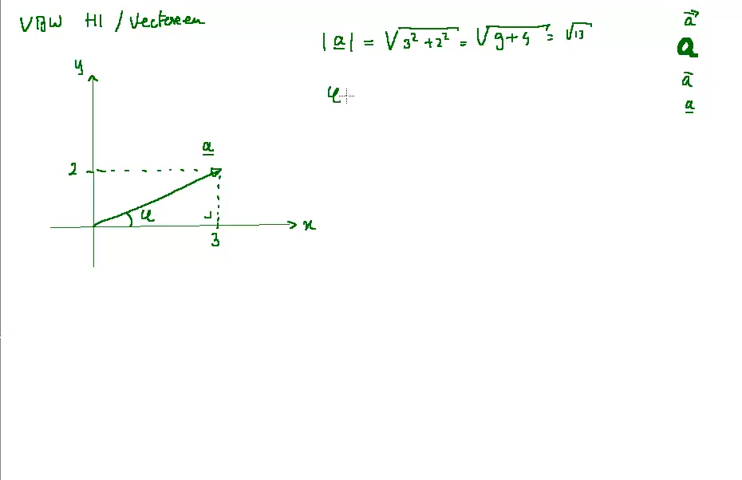 VBW H1 / Vectoren
|a| = √3²+2² = √9+4 = √13
φ
a⃗
a
ā
a
y
a
2
φ
x
3